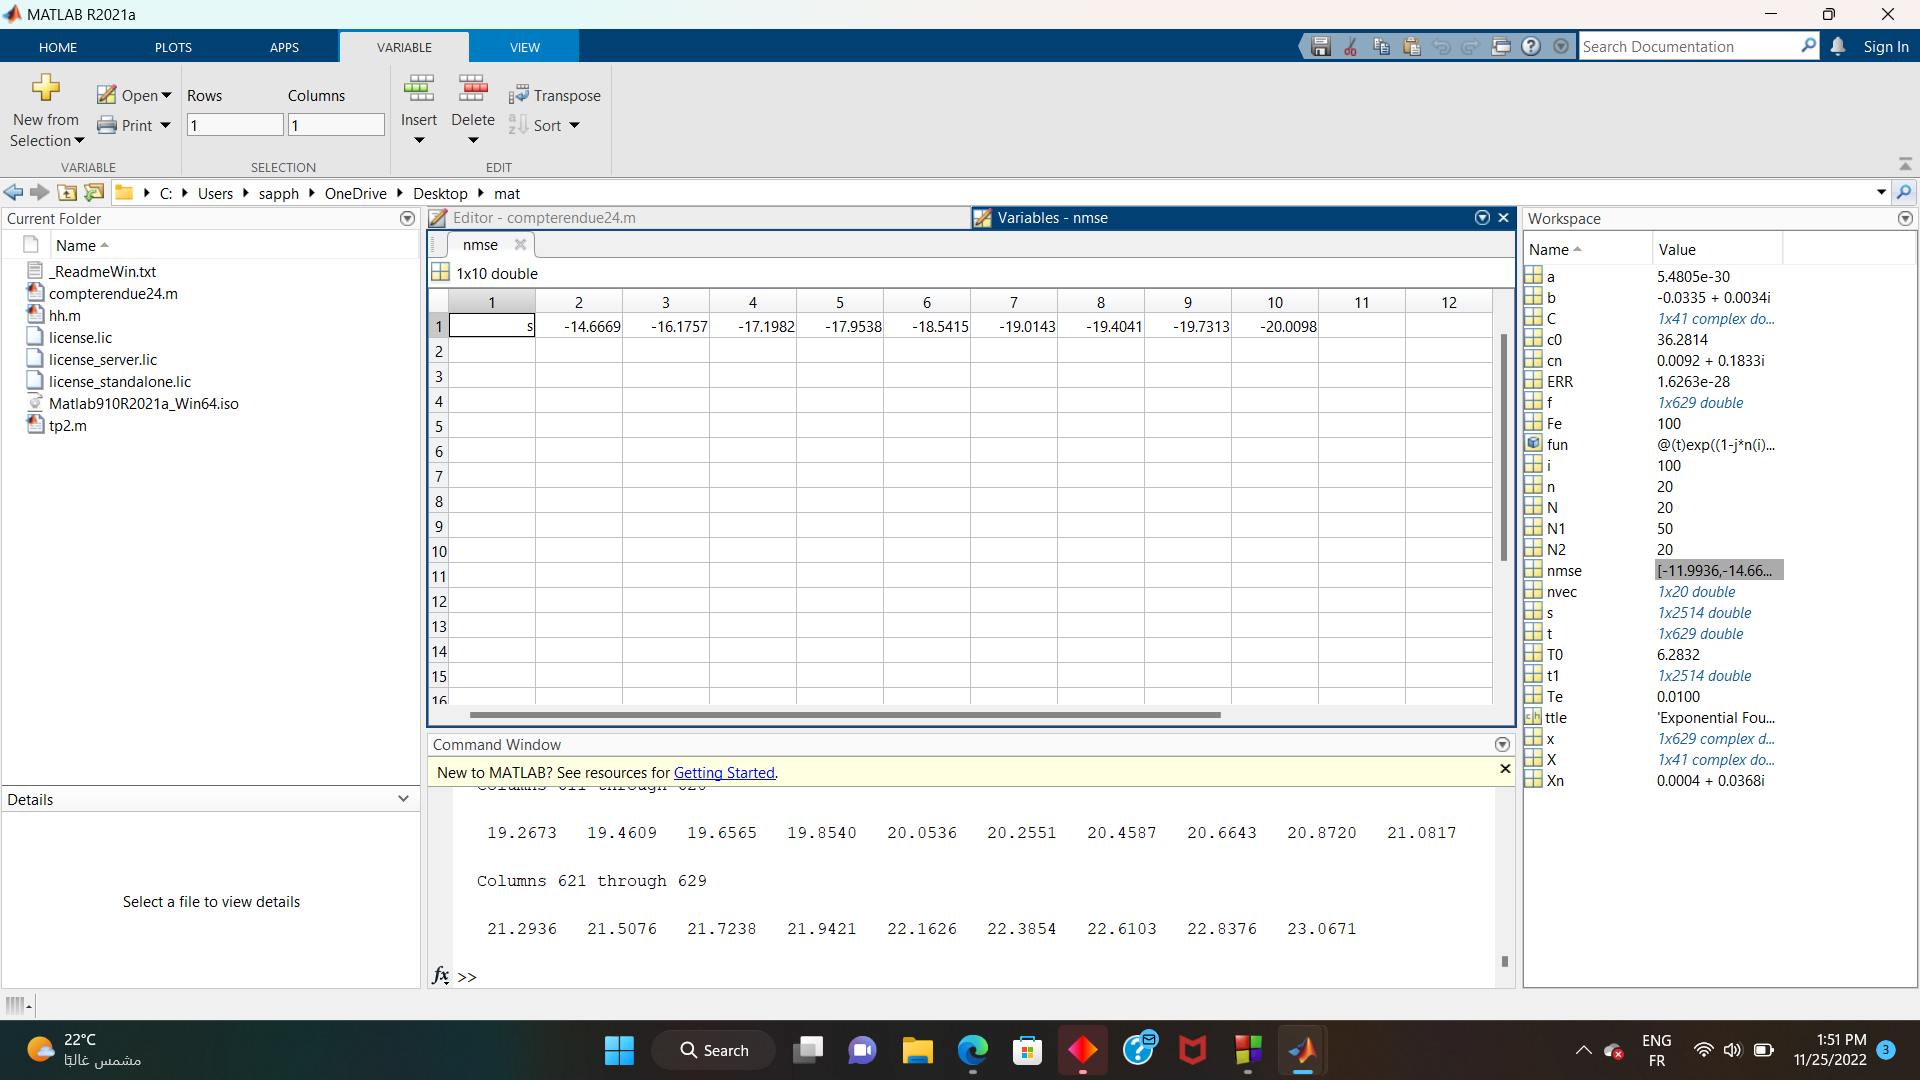 MATLAB R2021a
HOME PLOTS APPS VARIABLE VIEW
Search Documentation
Sign In
New from Selection
Open
Print
Rows Columns
1 1
Insert
Delete
Transpose
Sort
VARIABLE SELECTION EDIT
C: Users sapph OneDrive Desktop mat
Current Folder
Name
_ReadmeWin.txt
compterendue24.m
hh.m
license.lic
license_server.lic
license_standalone.lic
Matlab910R2021a_Win64.iso
tp2.m
Details
Select a file to view details
Editor - compterendue24.m
Variables - nmse
nmse
1x10 double
1 2 3 4 5 6 7 8 9 10 11 12
1 s -14.6669 -16.1757 -17.1982 -17.9538 -18.5415 -19.0143 -19.4041 -19.7313 -20.0098
2
3
4
5
6
7
8
9
10
11
12
13
14
15
16
Command Window
New to MATLAB? See resources for Getting Started.
Columns 611 through 620
19.2673 19.4609 19.6565 19.8540 20.0536 20.2551 20.4587 20.6643 20.8720 21.0817
Columns 621 through 629
21.2936 21.5076 21.7238 21.9421 22.1626 22.3854 22.6103 22.8376 23.0671
fx >>
Workspace
Name Value
a 5.4805e-30
b -0.0335 + 0.0034i
C 1x41 complex do...
c0 36.2814
cn 0.0092 + 0.1833i
ERR 1.6263e-28
f 1x629 double
Fe 100
fun @(t)exp((1-j*n(i)...
i 100
n 20
N 20
N1 50
N2 20
nmse [-11.9936,-14.66...
nvec 1x20 double
s 1x2514 double
t 1x629 double
T0 6.2832
t1 1x2514 double
Te 0.0100
ttle 'Exponential Fou...
x 1x629 complex d...
X 1x41 complex do...
Xn 0.0004 + 0.0368i
22°C
مشمس غالبًا
Search
ENG
FR
1:51 PM
11/25/2022
3